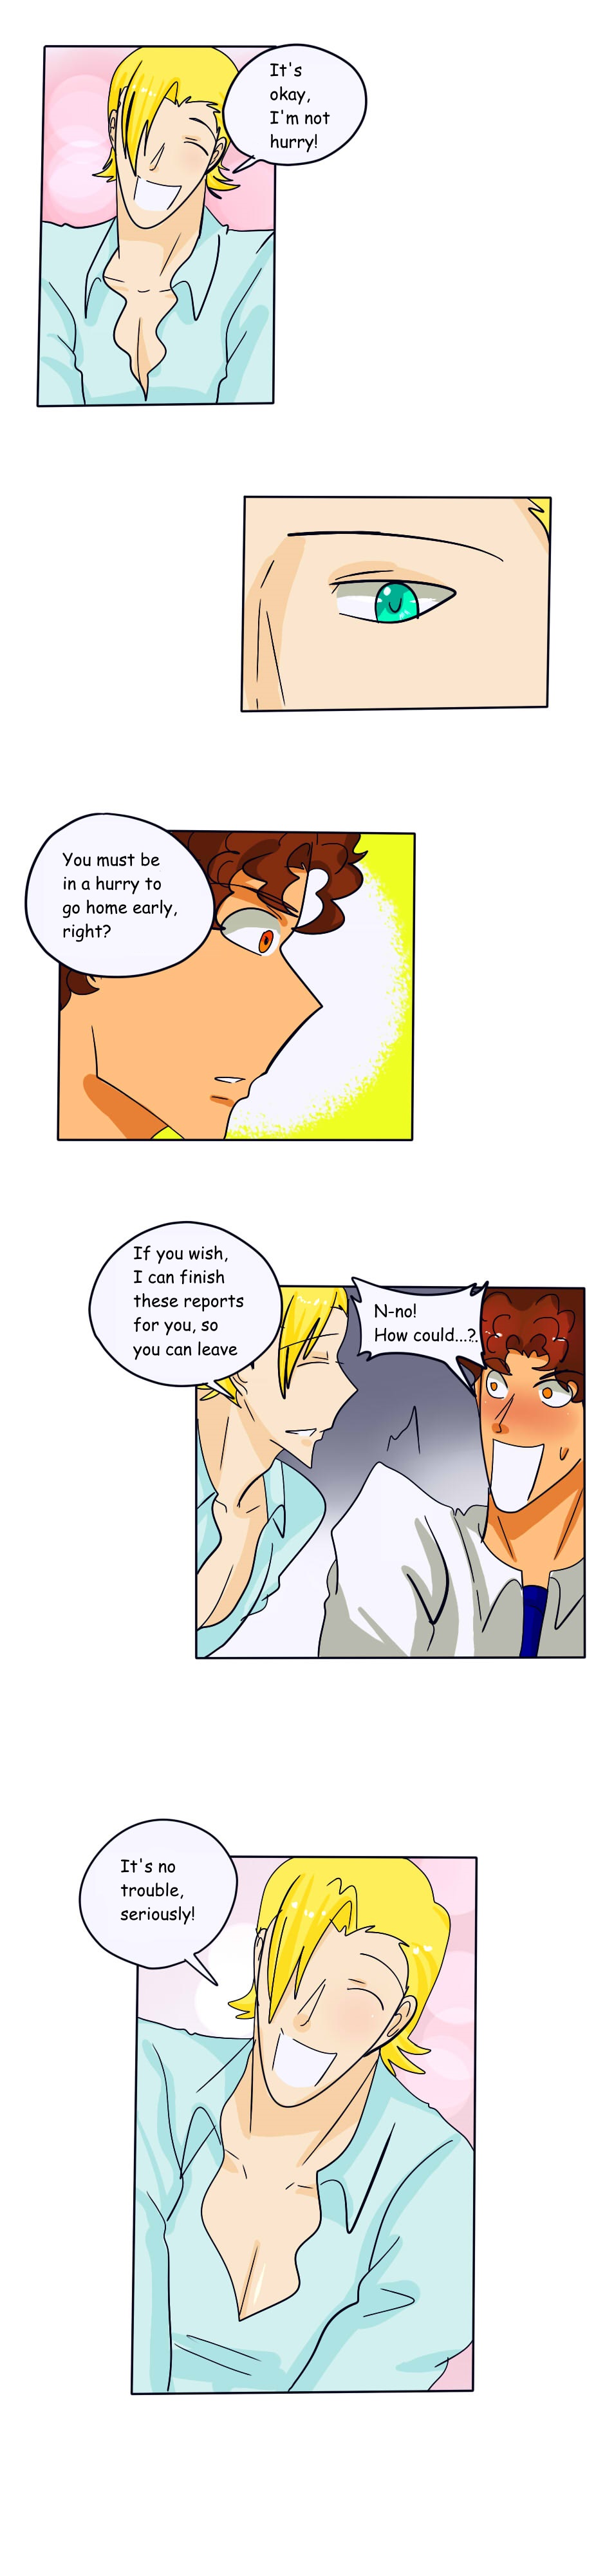 It's
okay,
I'm not
hurry!
You must be
in a hurry to
go home early,
right?
If you wish,
I can finish
these reports
for you, so
you can leave
N-no!
How could...?
It's no
trouble,
seriously!